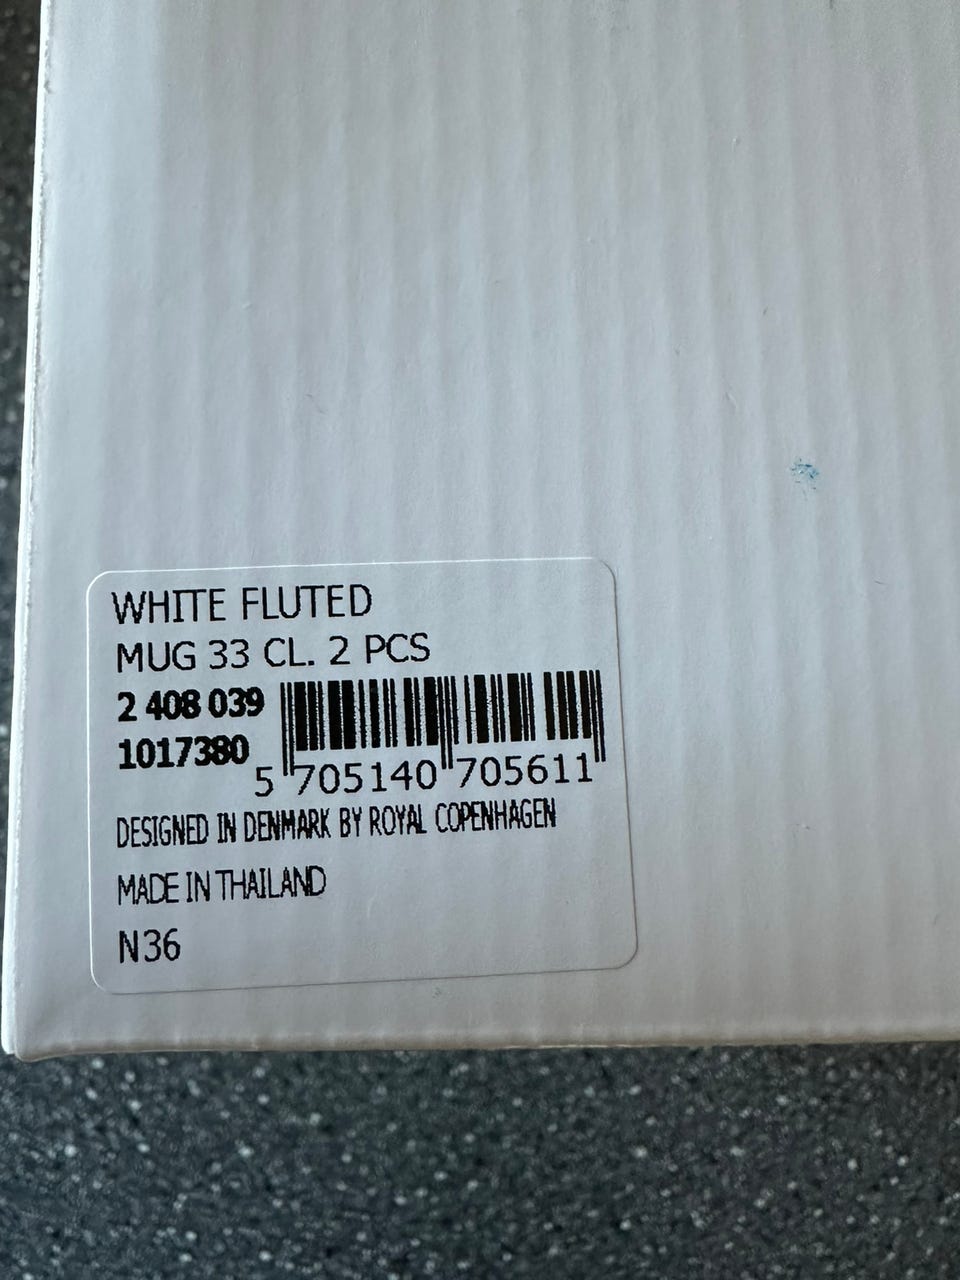 WHITE FLUTED
MUG 33 CL. 2 PCS
2 408 039
1017380
5 705140 705611
DESIGNED IN DENMARK BY ROYAL COPENHAGEN
MADE IN THAILAND
N36